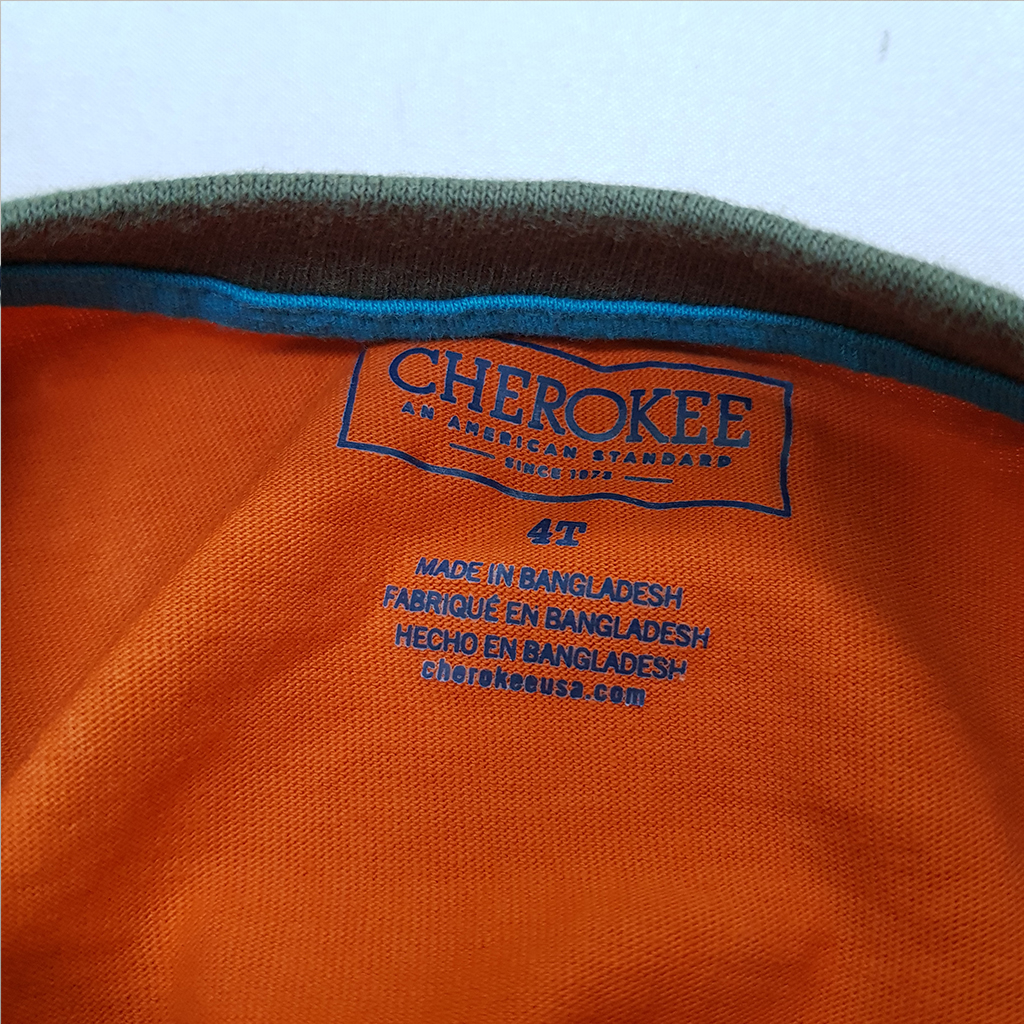 CHEROKEE
AN AMERICAN STANDARD
SINCE 1973
4T
MADE IN BANGLADESH
FABRIQUÉ EN BANGLADESH
HECHO EN BANGLADESH
cherokeeusa.com